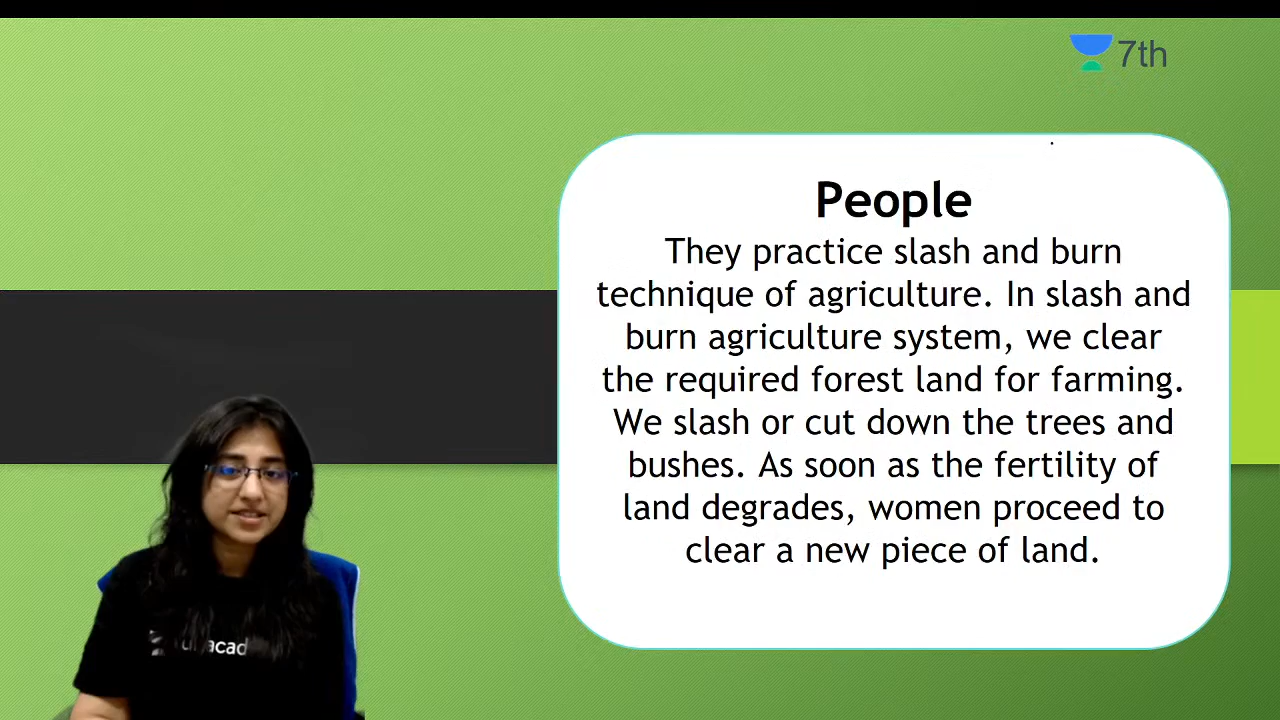 7th
People
They practice slash and burn
technique of agriculture. In slash and
burn agriculture system, we clear
the required forest land for farming.
We slash or cut down the trees and
bushes. As soon as the fertility of
land degrades, women proceed to
clear a new piece of land.